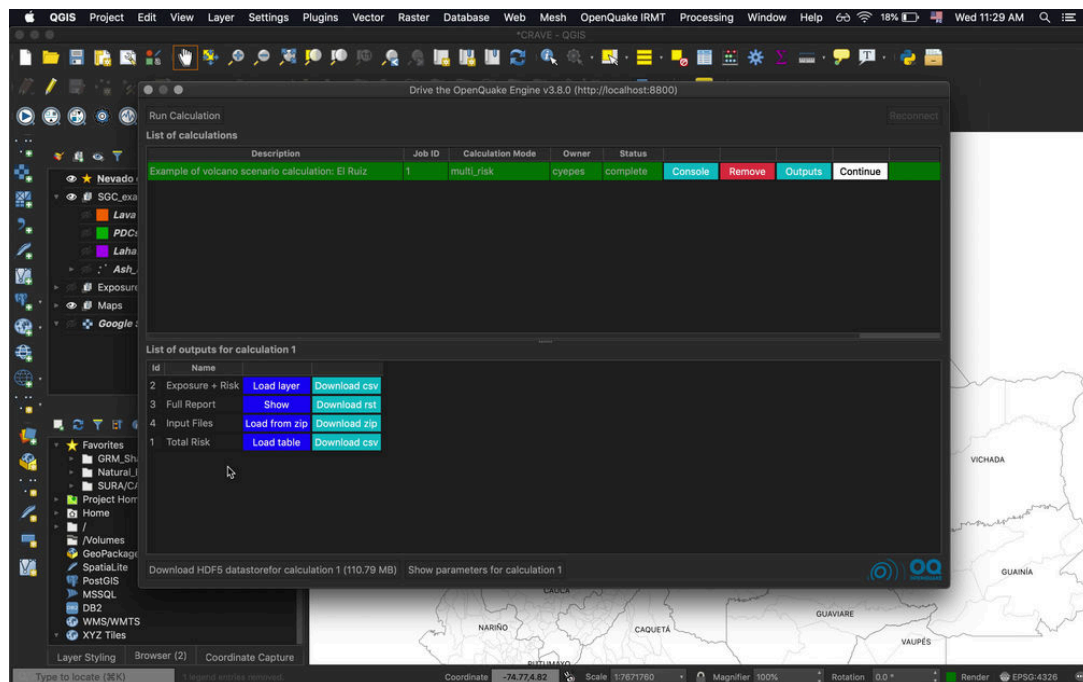 QGIS Project Edit View Layer Settings Plugins Vector Raster Database Web Mesh OpenQuake IRMT Processing Window Help 18% Wed 11:29 AM
*CRAVE - QGIS
Drive the OpenQuake Engine v3.8.0 (http://localhost:8800)
Run Calculation Reconnect
List of calculations
Description Job ID Calculation Mode Owner Status
Example of volcano scenario calculation: El Ruiz 1 multi_risk cyepes complete Console Remove Outputs Continue
Nevado
SGC_exa
Lava
PDCs
Laha
Ash_
Exposure
Maps
Google
List of outputs for calculation 1
Id Name
2 Exposure + Risk Load layer Download csv
3 Full Report Show Download rst
4 Input Files Load from zip Download zip
1 Total Risk Load table Download csv
Favorites
GRM_Sh
Natural_
SURA/CA
Project Hom
Home
/
/Volumes
GeoPackage
SpatiaLite
PostGIS
MSSQL
DB2
WMS/WMTS
XYZ Tiles
Download HDF5 datastorefor calculation 1 (110.79 MB) Show parameters for calculation 1
OQ
OPENQUAKE
VICHADA
GUAINÍA
CAUCA
NARIÑO
CAQUETÁ
GUAVIARE
VAUPÉS
PUTUMAYO
Layer Styling Browser (2) Coordinate Capture
Type to locate (⌘K) 1 legend entries removed. Coordinate -74.77,4.82 Scale 1:7671760 Magnifier 100% Rotation 0.0 ° Render EPSG:4326